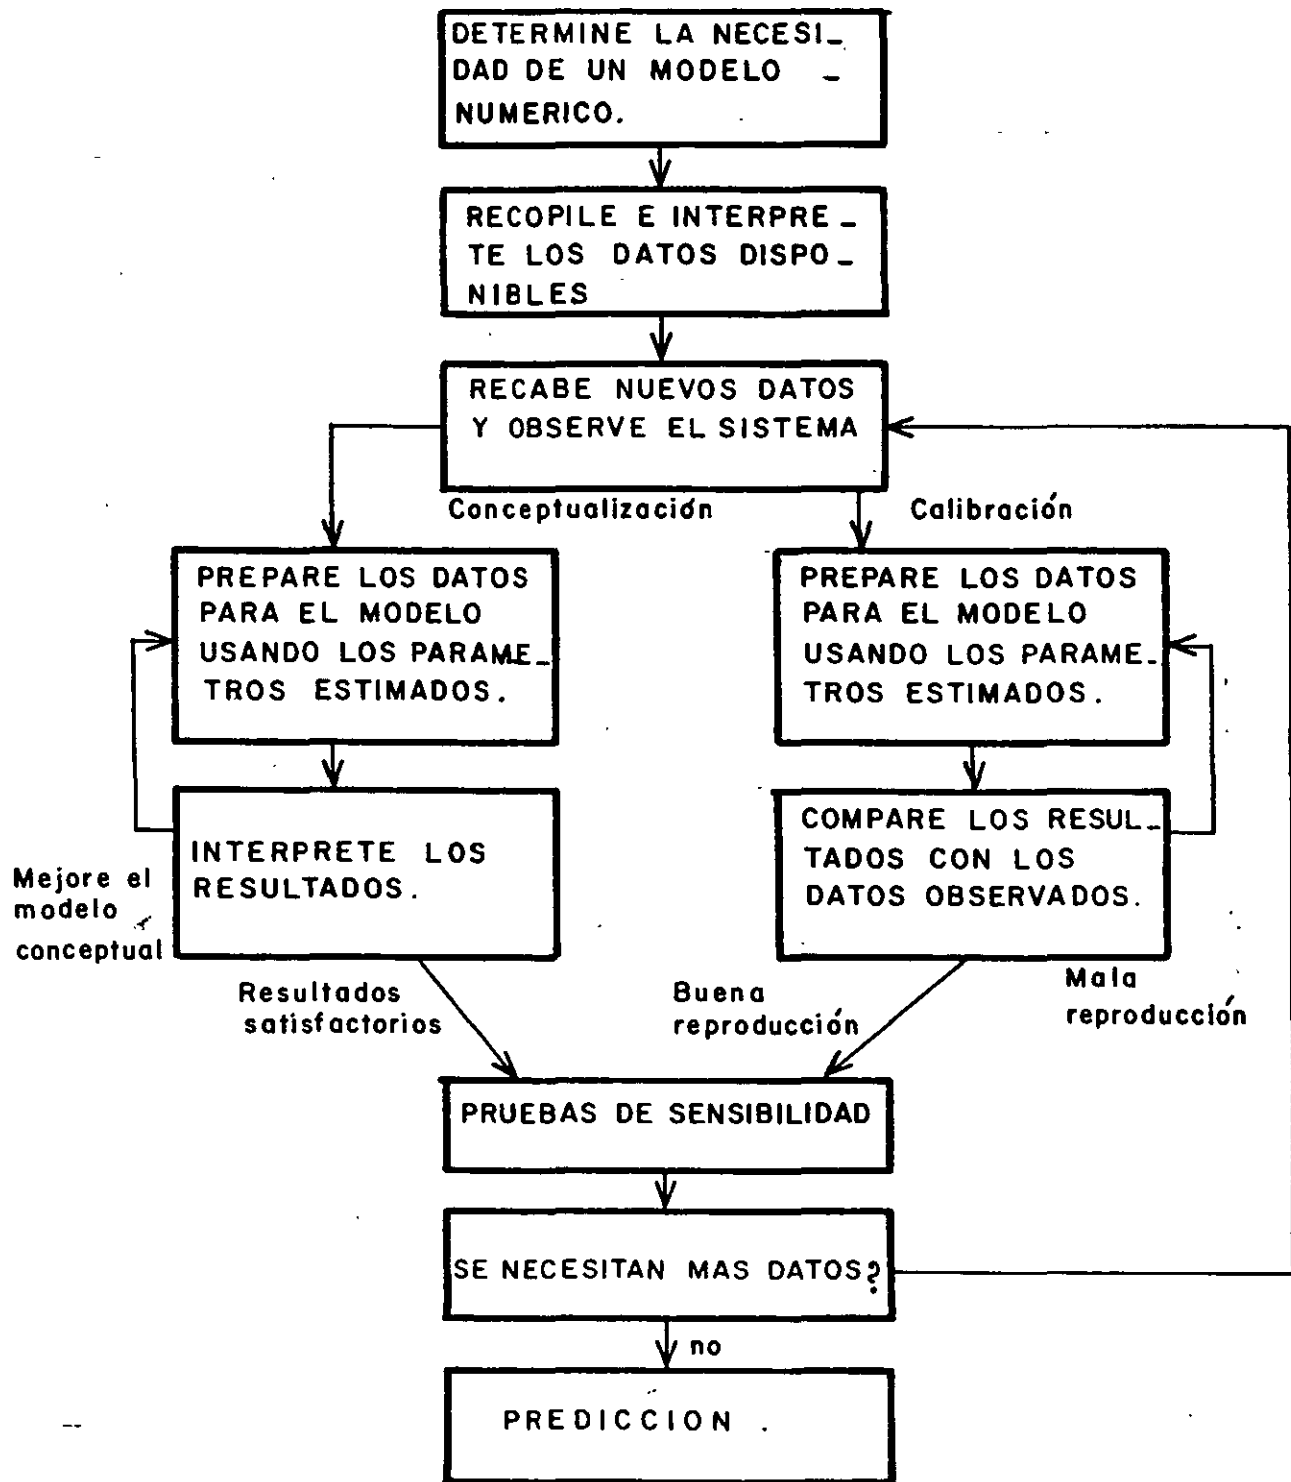 DETERMINE LA NECESI_
DAD DE UN MODELO _
NUMERICO.
RECOPILE E INTERPRE_
TE LOS DATOS DISPO_
NIBLES
RECABE NUEVOS DATOS
Y OBSERVE EL SISTEMA
Conceptualización
Calibración
PREPARE LOS DATOS
PARA EL MODELO
USANDO LOS PARAME_
TROS ESTIMADOS.
PREPARE LOS DATOS
PARA EL MODELO
USANDO LOS PARAME_
TROS ESTIMADOS.
INTERPRETE LOS
RESULTADOS.
COMPARE LOS RESUL_
TADOS CON LOS
DATOS OBSERVADOS.
Mejore el
modelo
conceptual
Resultados
satisfactorios
Buena
reproducción
Mala
reproducción
PRUEBAS DE SENSIBILIDAD
SE NECESITAN MAS DATOS?
no
PREDICCION .